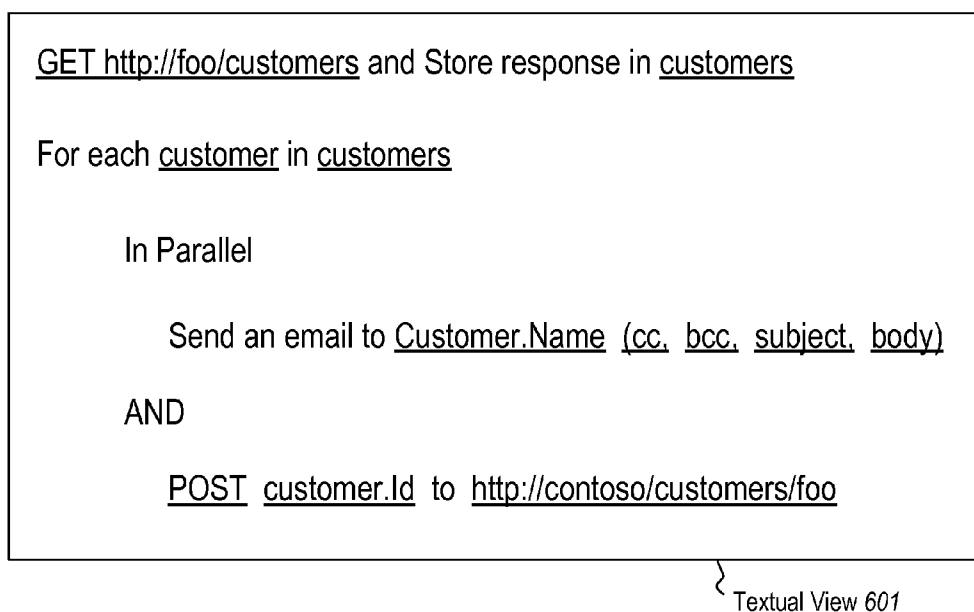 GET http://foo/customers and Store response in customers
For each customer in customers
In Parallel
Send an email to Customer.Name (cc, bcc, subject, body)
AND
POST customer.Id to http://contoso/customers/foo
Textual View 601